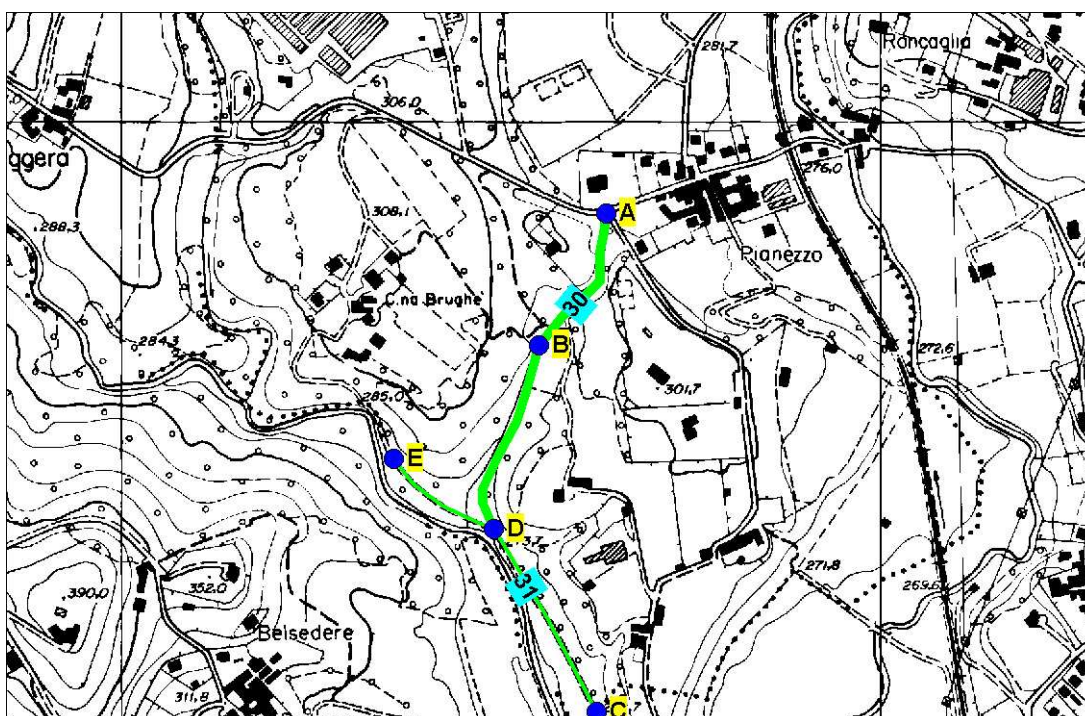 Roncaglia
281.7
306.0
ggera
276.0
A
308.1
288.3
Pianezzo
30
C.na Brughe
B
284.3
272.6
285.0
301.7
E
D
271.8
269.6
31
390.0
352.0
Belsedere
311.8
C